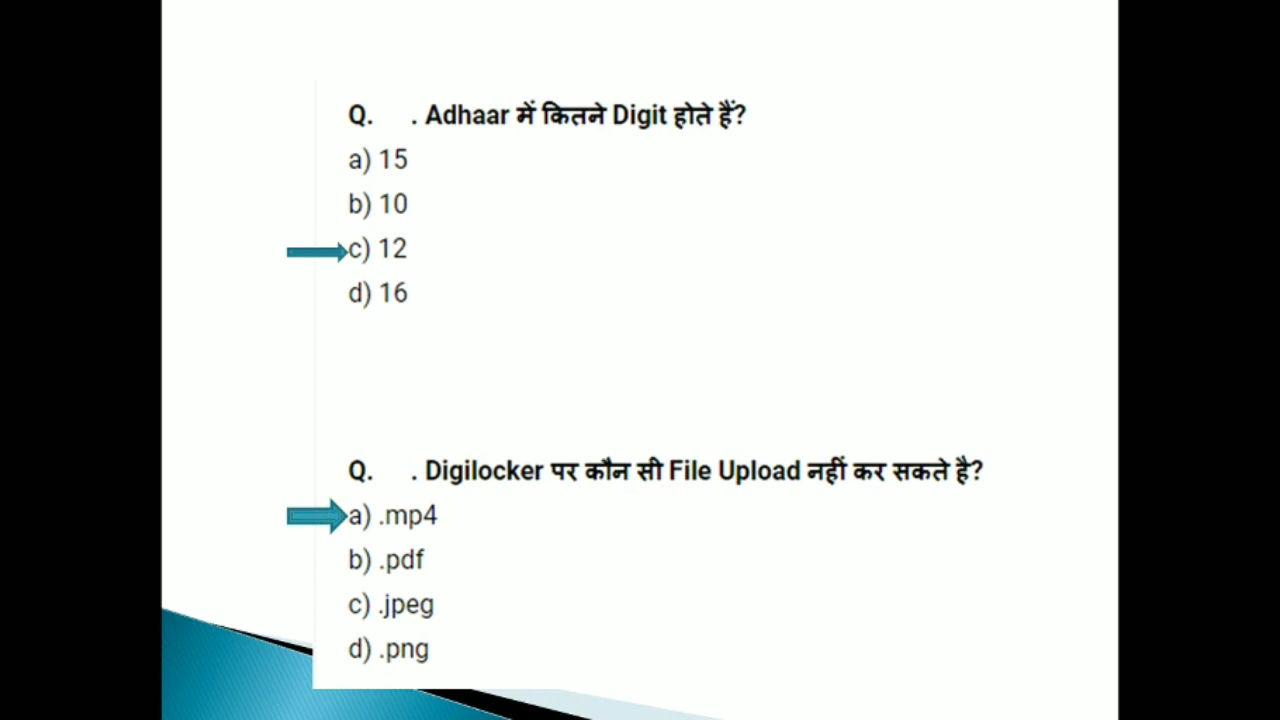 Q. . Adhaar में कितने Digit होते हैं?
a) 15
b) 10
c) 12
d) 16
Q. . Digilocker पर कौन सी File Upload नहीं कर सकते है?
a) .mp4
b) .pdf
c) .jpeg
d) .png